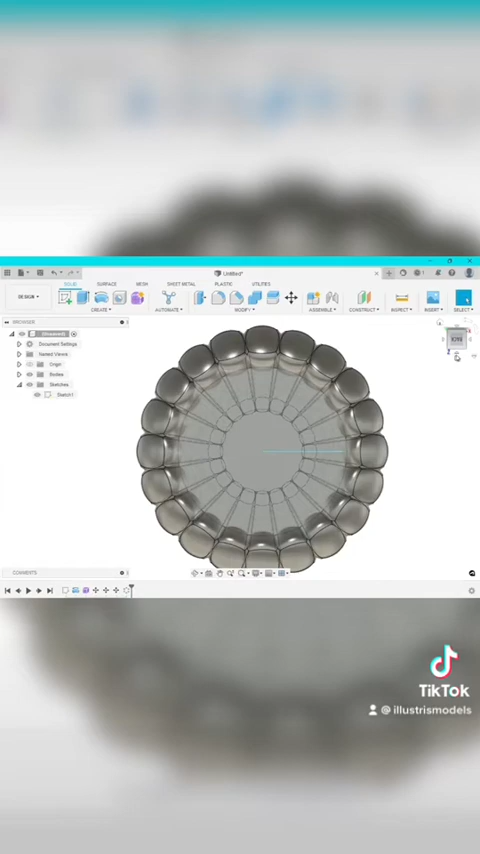 Untitled*
SOLID SURFACE MESH SHEET METAL PLASTIC UTILITIES
DESIGN
CREATE AUTOMATE MODIFY ASSEMBLE CONSTRUCT INSPECT INSERT SELECT
BROWSER
(Unsaved)
Document Settings
Named Views
Origin
Bodies
Sketches
Sketch1
COMMENTS
TikTok
@ illustrismodels